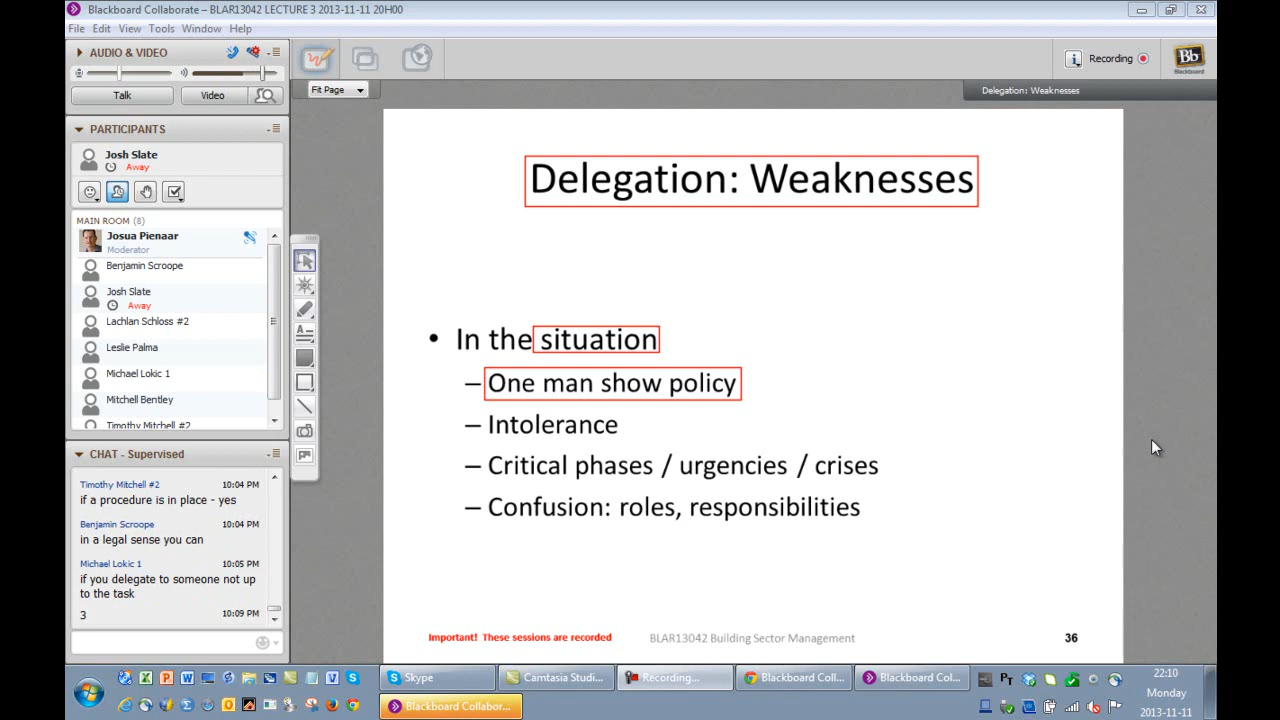 Blackboard Collaborate – BLAR13042 LECTURE 3 2013-11-11 20H00
File Edit View Tools Window Help
AUDIO & VIDEO
Talk
Video
PARTICIPANTS
Josh Slate
Away
MAIN ROOM (8)
Josua Pienaar
Moderator
Benjamin Scroope
Josh Slate
Away
Lachlan Schloss #2
Leslie Palma
Michael Lokic 1
Mitchell Bentley
Timothy Mitchell #2
CHAT - Supervised
Timothy Mitchell #2 10:04 PM
if a procedure is in place - yes
Benjamin Scroope 10:04 PM
in a legal sense you can
Michael Lokic 1 10:05 PM
if you delegate to someone not up
to the task
3 10:09 PM
Recording
Bb
Blackboard
Fit Page
Delegation: Weaknesses
Delegation: Weaknesses
• In the situation
– One man show policy
– Intolerance
– Critical phases / urgencies / crises
– Confusion: roles, responsibilities
Important! These sessions are recorded
BLAR13042 Building Sector Management
36
Skype
Camtasia Studi...
Recording...
Blackboard Coll...
Blackboard Col...
Blackboard Collabor...
22:10
Monday
2013-11-11